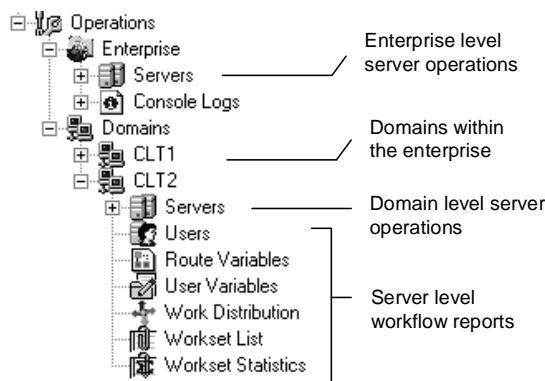 Operations
Enterprise
Servers
Console Logs
Domains
CLT1
CLT2
Servers
Users
Route Variables
User Variables
Work Distribution
Workset List
Workset Statistics
Enterprise level
server operations
Domains within
the enterprise
Domain level server
operations
Server level
workflow reports